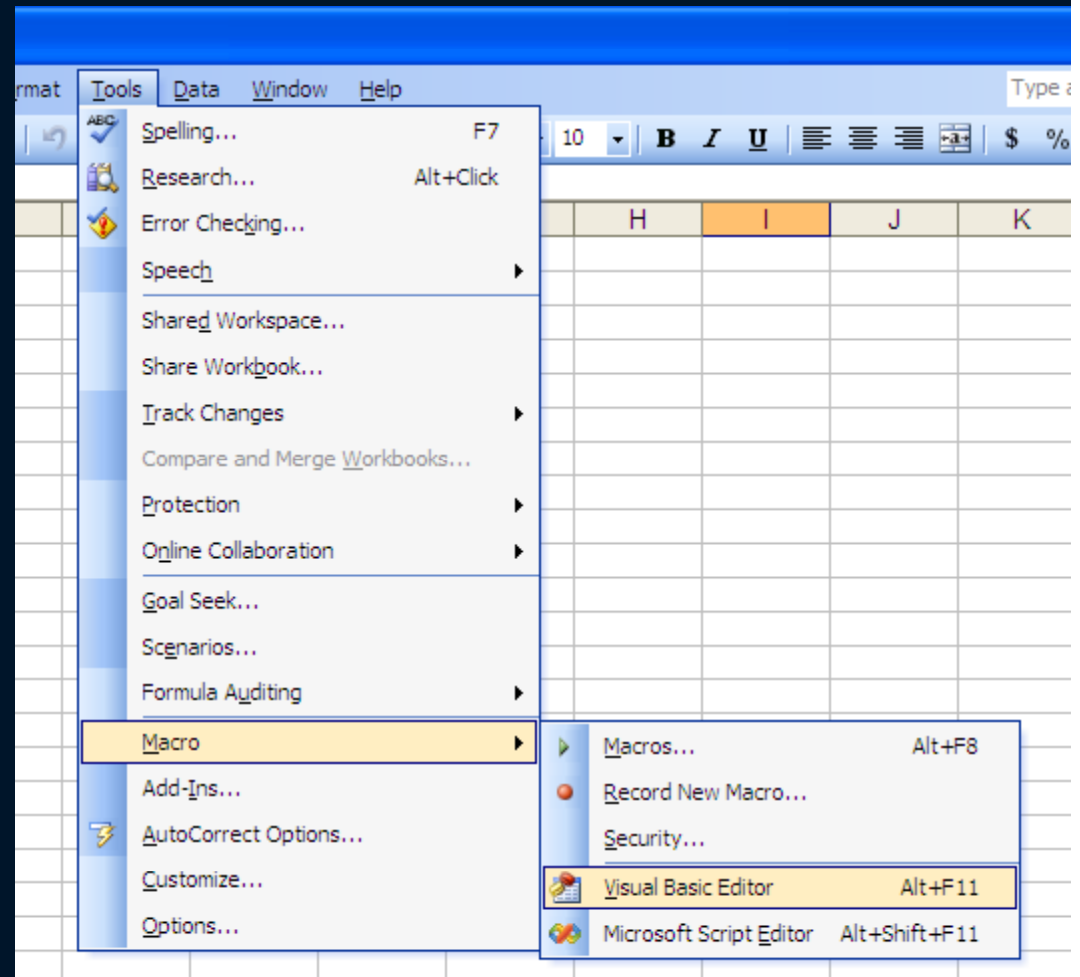 rmat Tools Data Window Help Type a
ABC Spelling... F7 10 B I U a $ %
Research... Alt+Click
Error Checking... H I J K
Speech
Shared Workspace...
Share Workbook...
Track Changes
Compare and Merge Workbooks...
Protection
Online Collaboration
Goal Seek...
Scenarios...
Formula Auditing
Macro Macros... Alt+F8
Add-Ins... Record New Macro...
AutoCorrect Options... Security...
Customize... Visual Basic Editor Alt+F11
Options... Microsoft Script Editor Alt+Shift+F11